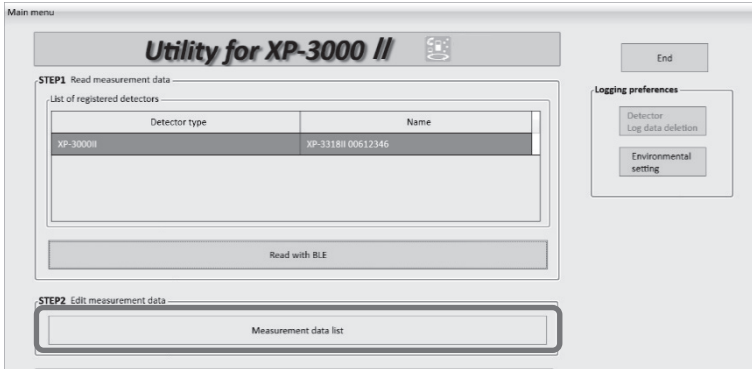 Main menu
Utility for XP-3000 II
End
STEP1 Read measurement data
List of registered detectors
Detector type Name
XP-3000II XP-3318II 00612346
Read with BLE
Logging preferences
Detector
Log data deletion
Environmental
setting
STEP2 Edit measurement data
Measurement data list